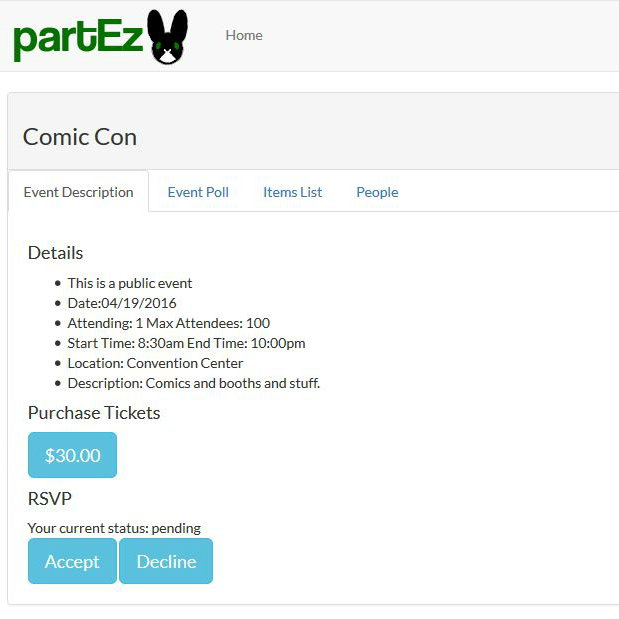 partEz
Home
Comic Con
Event Description Event Poll Items List People
Details
This is a public event
Date:04/19/2016
Attending: 1 Max Attendees: 100
Start Time: 8:30am End Time: 10:00pm
Location: Convention Center
Description: Comics and booths and stuff.
Purchase Tickets
$30.00
RSVP
Your current status: pending
Accept Decline